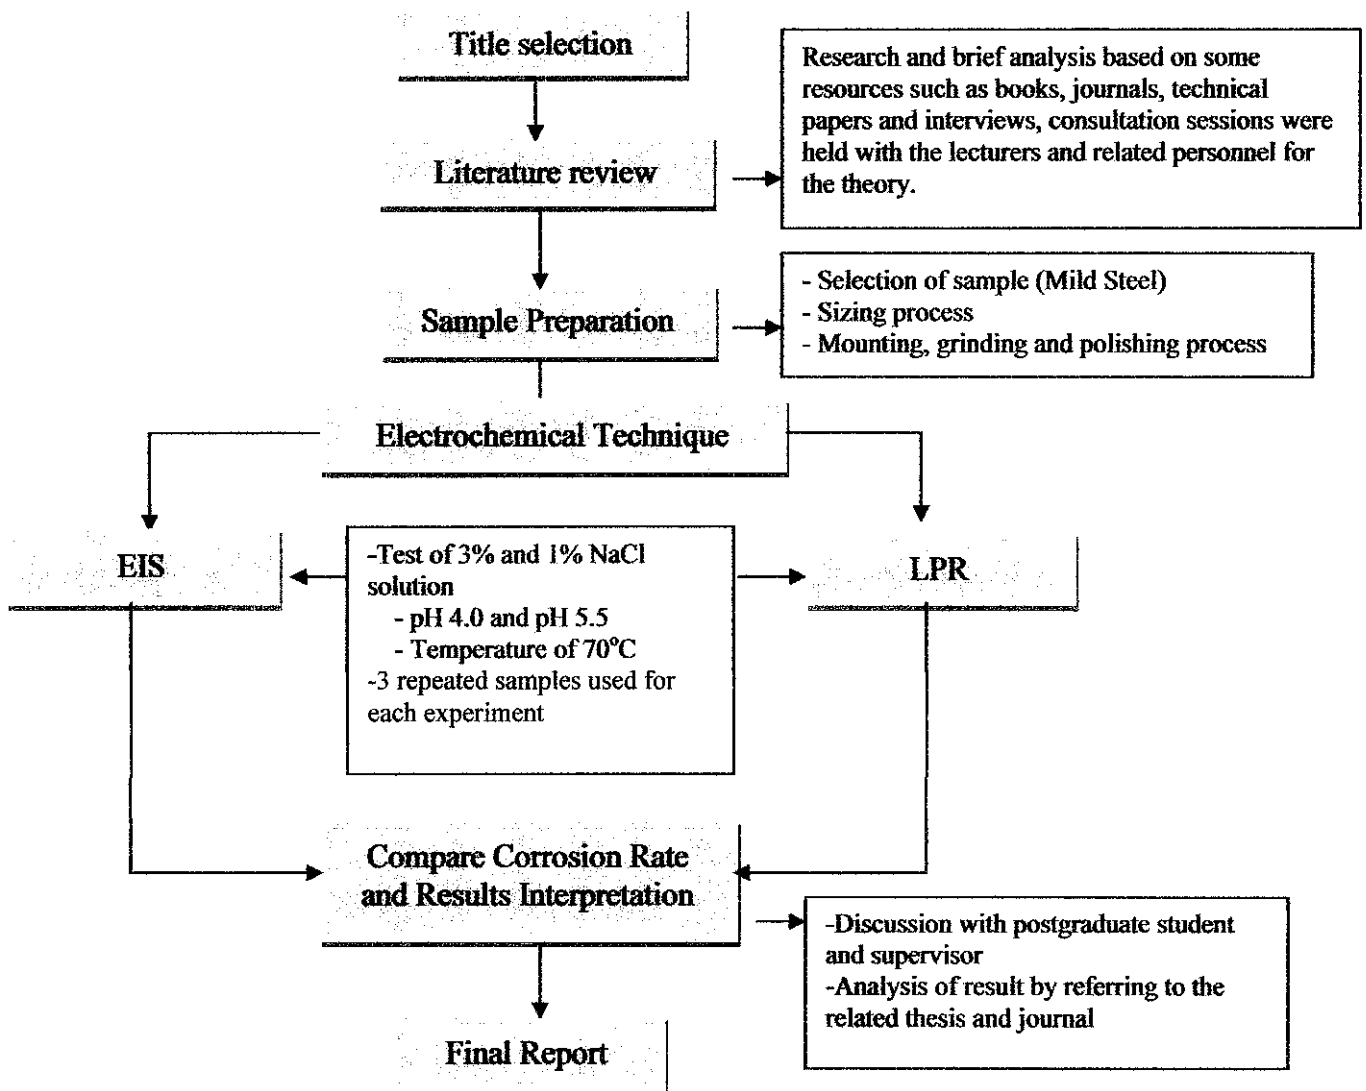 Title selection
Research and brief analysis based on some
resources such as books, journals, technical
papers and interviews, consultation sessions were
held with the lecturers and related personnel for
the theory.
Literature review
- Selection of sample (Mild Steel)
- Sizing process
- Mounting, grinding and polishing process
Sample Preparation
Electrochemical Technique
EIS
-Test of 3% and 1% NaCl
solution
- pH 4.0 and pH 5.5
- Temperature of 70°C
-3 repeated samples used for
each experiment
LPR
Compare Corrosion Rate
and Results Interpretation
-Discussion with postgraduate student
and supervisor
-Analysis of result by referring to the
related thesis and journal
Final Report